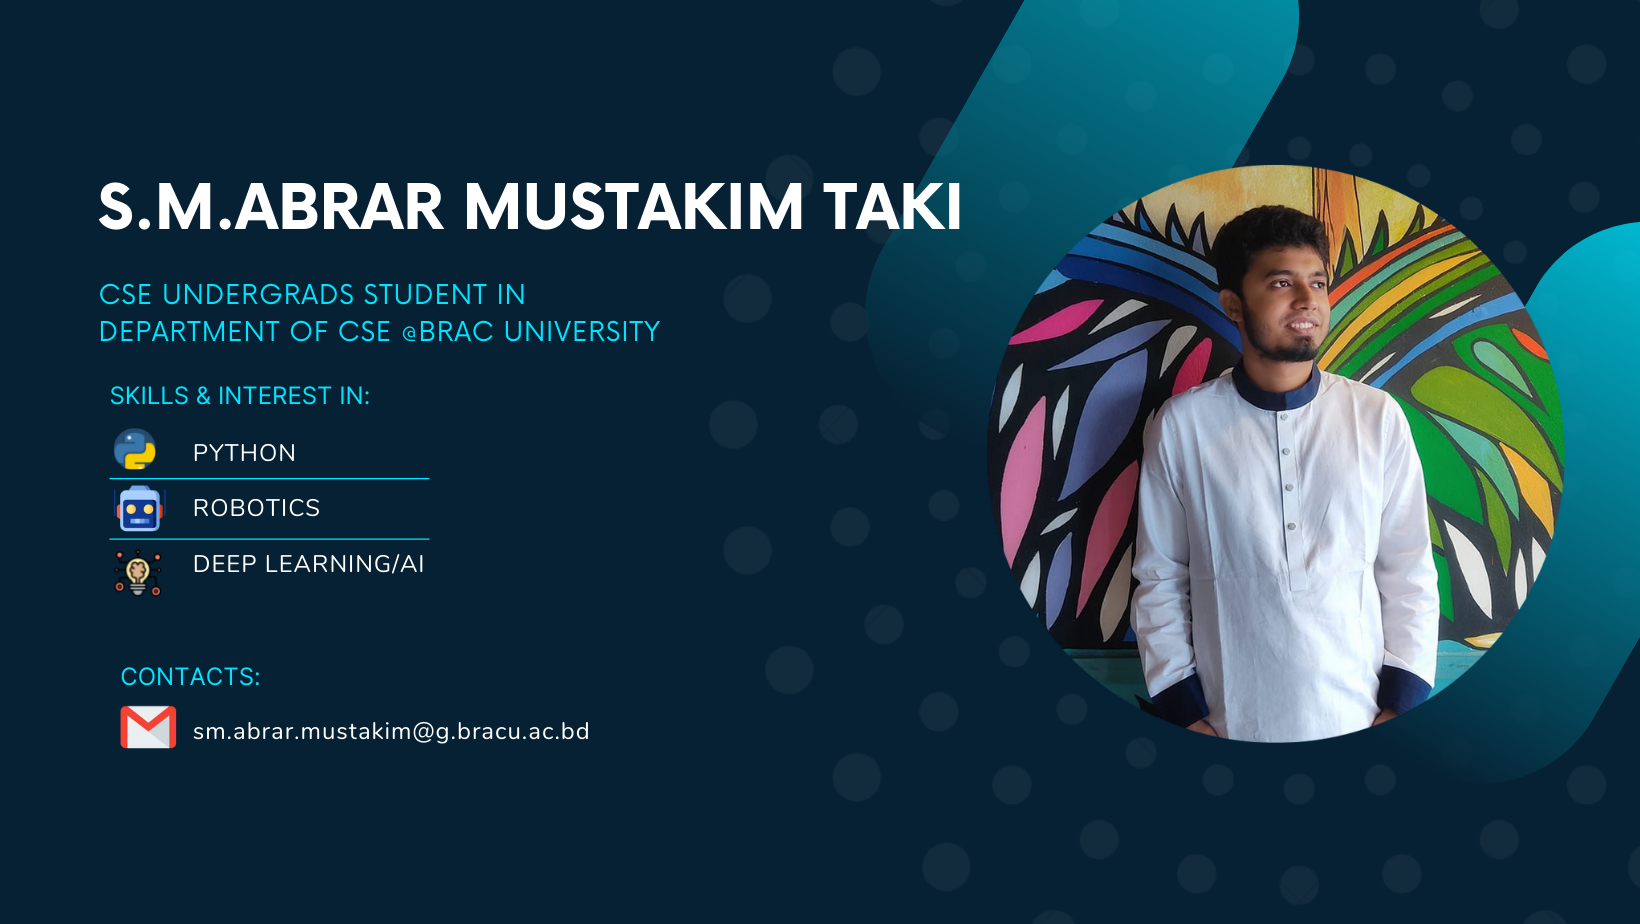 S.M.ABRAR MUSTAKIM TAKI
CSE UNDERGRADS STUDENT IN
DEPARTMENT OF CSE @BRAC UNIVERSITY
SKILLS & INTEREST IN:
PYTHON
ROBOTICS
DEEP LEARNING/AI
CONTACTS:
sm.abrar.mustakim@g.bracu.ac.bd